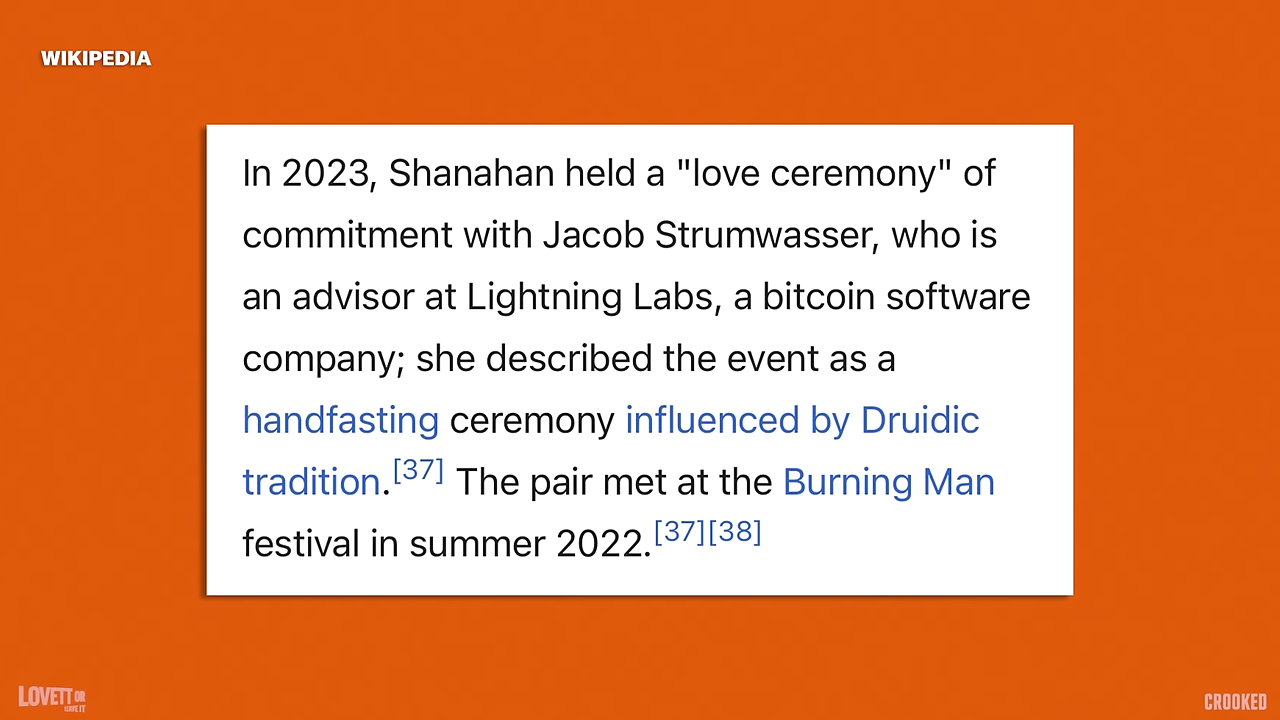 WIKIPEDIA
In 2023, Shanahan held a "love ceremony" of
commitment with Jacob Strumwasser, who is
an advisor at Lightning Labs, a bitcoin software
company; she described the event as a
handfasting ceremony influenced by Druidic
tradition.[37] The pair met at the Burning Man
festival in summer 2022.[37][38]
LOVETT OR
LEAVE IT
CROOKED